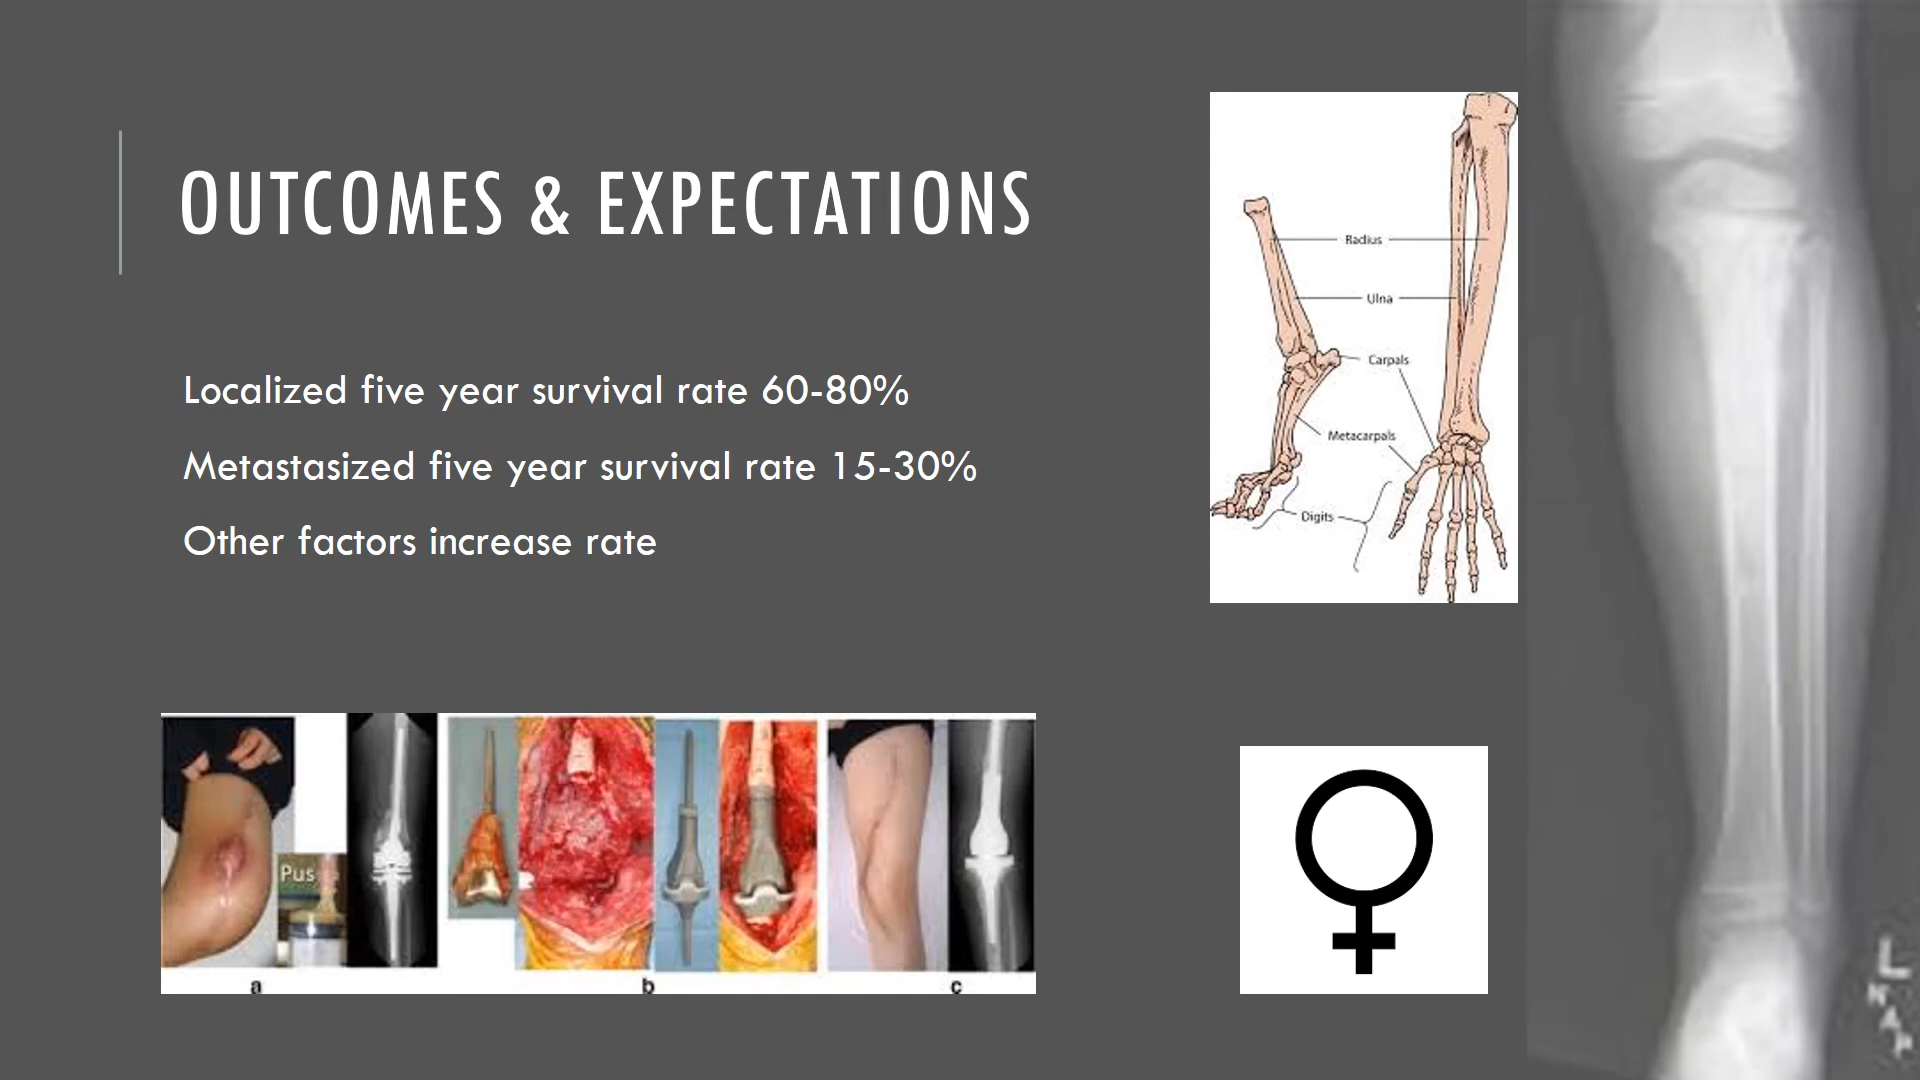 OUTCOMES & EXPECTATIONS
Localized five year survival rate 60-80%
Metastasized five year survival rate 15-30%
Other factors increase rate
Radius
Ulna
Carpals
Metacarpals
Digits
Pus
a
b
c
L